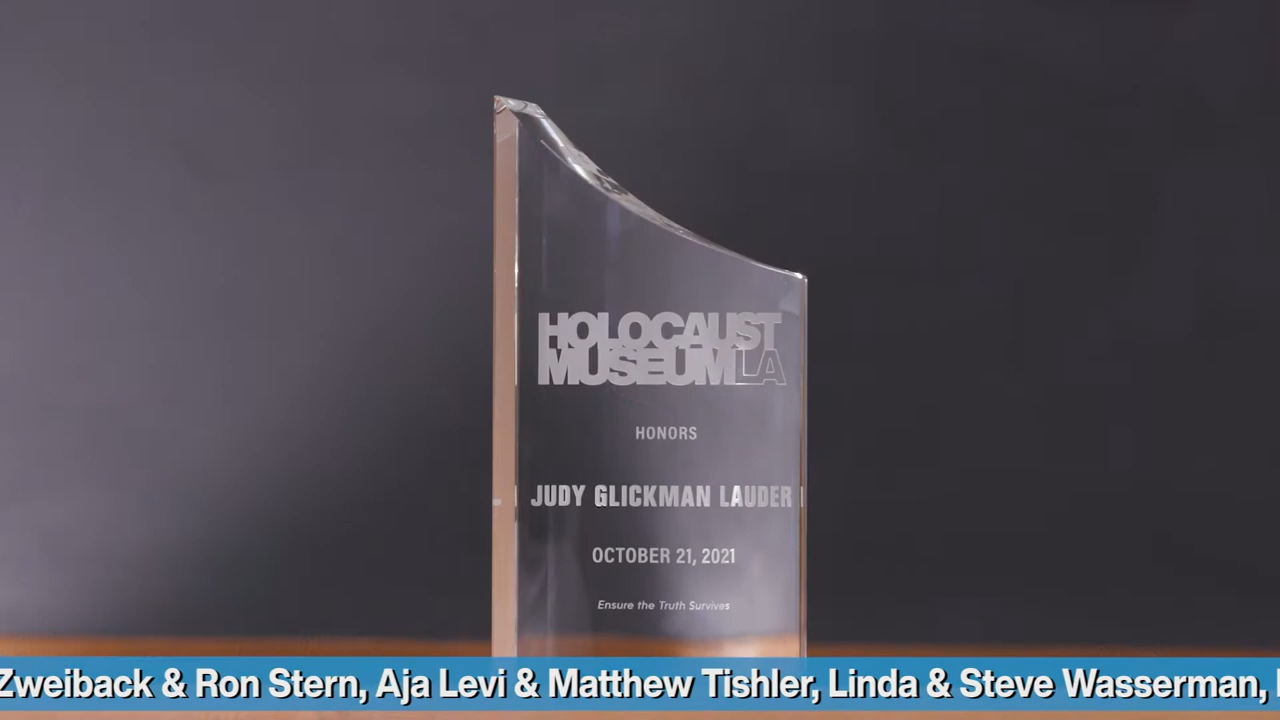 HOLOCAUST
MUSEUMLA
HONORS
JUDY GLICKMAN LAUDER
OCTOBER 21, 2021
Ensure the Truth Survives
Zweiback & Ron Stern, Aja Levi & Matthew Tishler, Linda & Steve Wasserman,